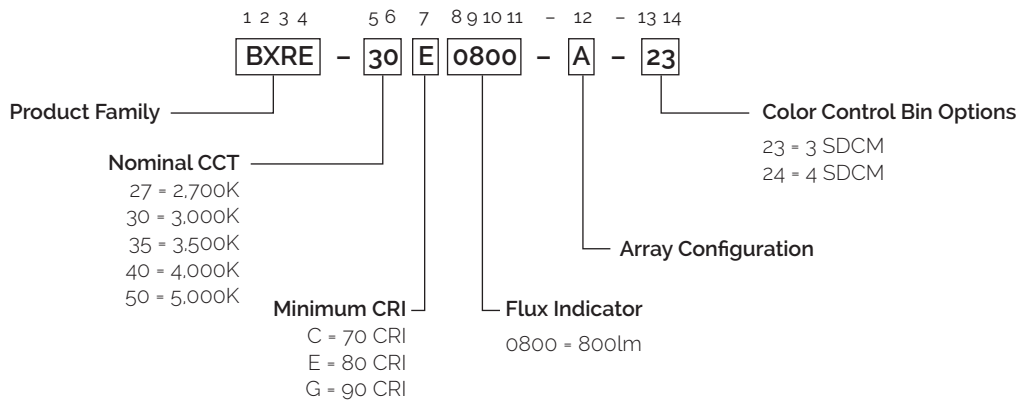 1 2 3 4 5 6 7 8 9 10 11 – 12 – 13 14
BXRE – 30 E 0800 – A – 23
Product Family
Color Control Bin Options
23 = 3 SDCM
24 = 4 SDCM
Nominal CCT
27 = 2,700K
30 = 3,000K
35 = 3,500K
40 = 4,000K
50 = 5,000K
Array Configuration
Minimum CRI
C = 70 CRI
E = 80 CRI
G = 90 CRI
Flux Indicator
0800 = 800lm